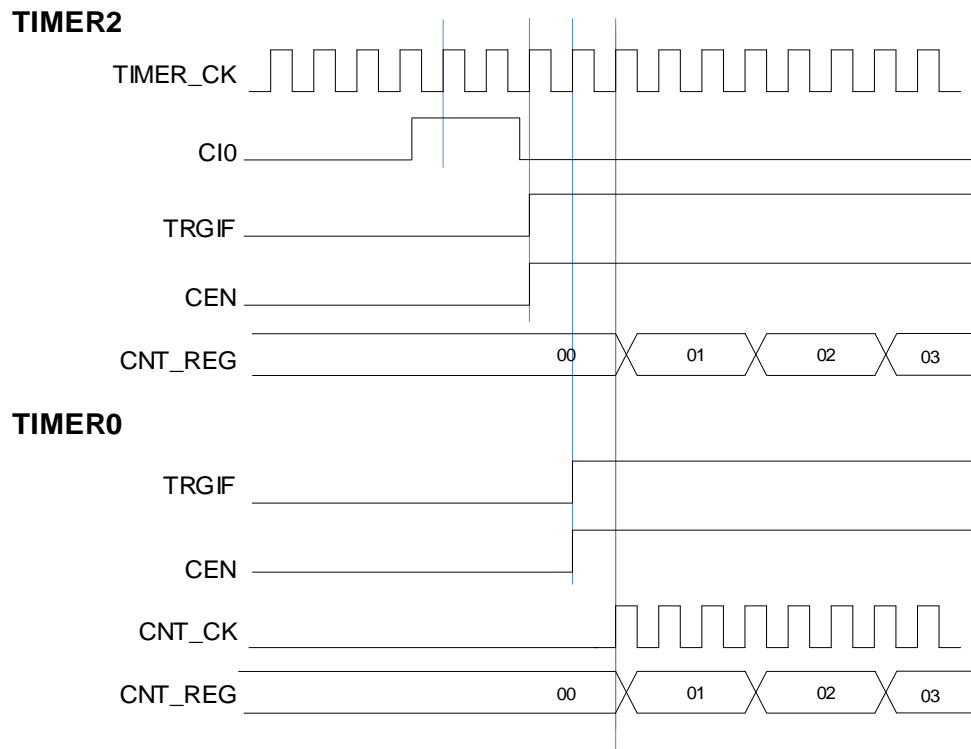 TIMER2
TIMER_CK
CI0
TRGIF
CEN
CNT_REG 00 01 02 03
TIMER0
TRGIF
CEN
CNT_CK
CNT_REG 00 01 02 03